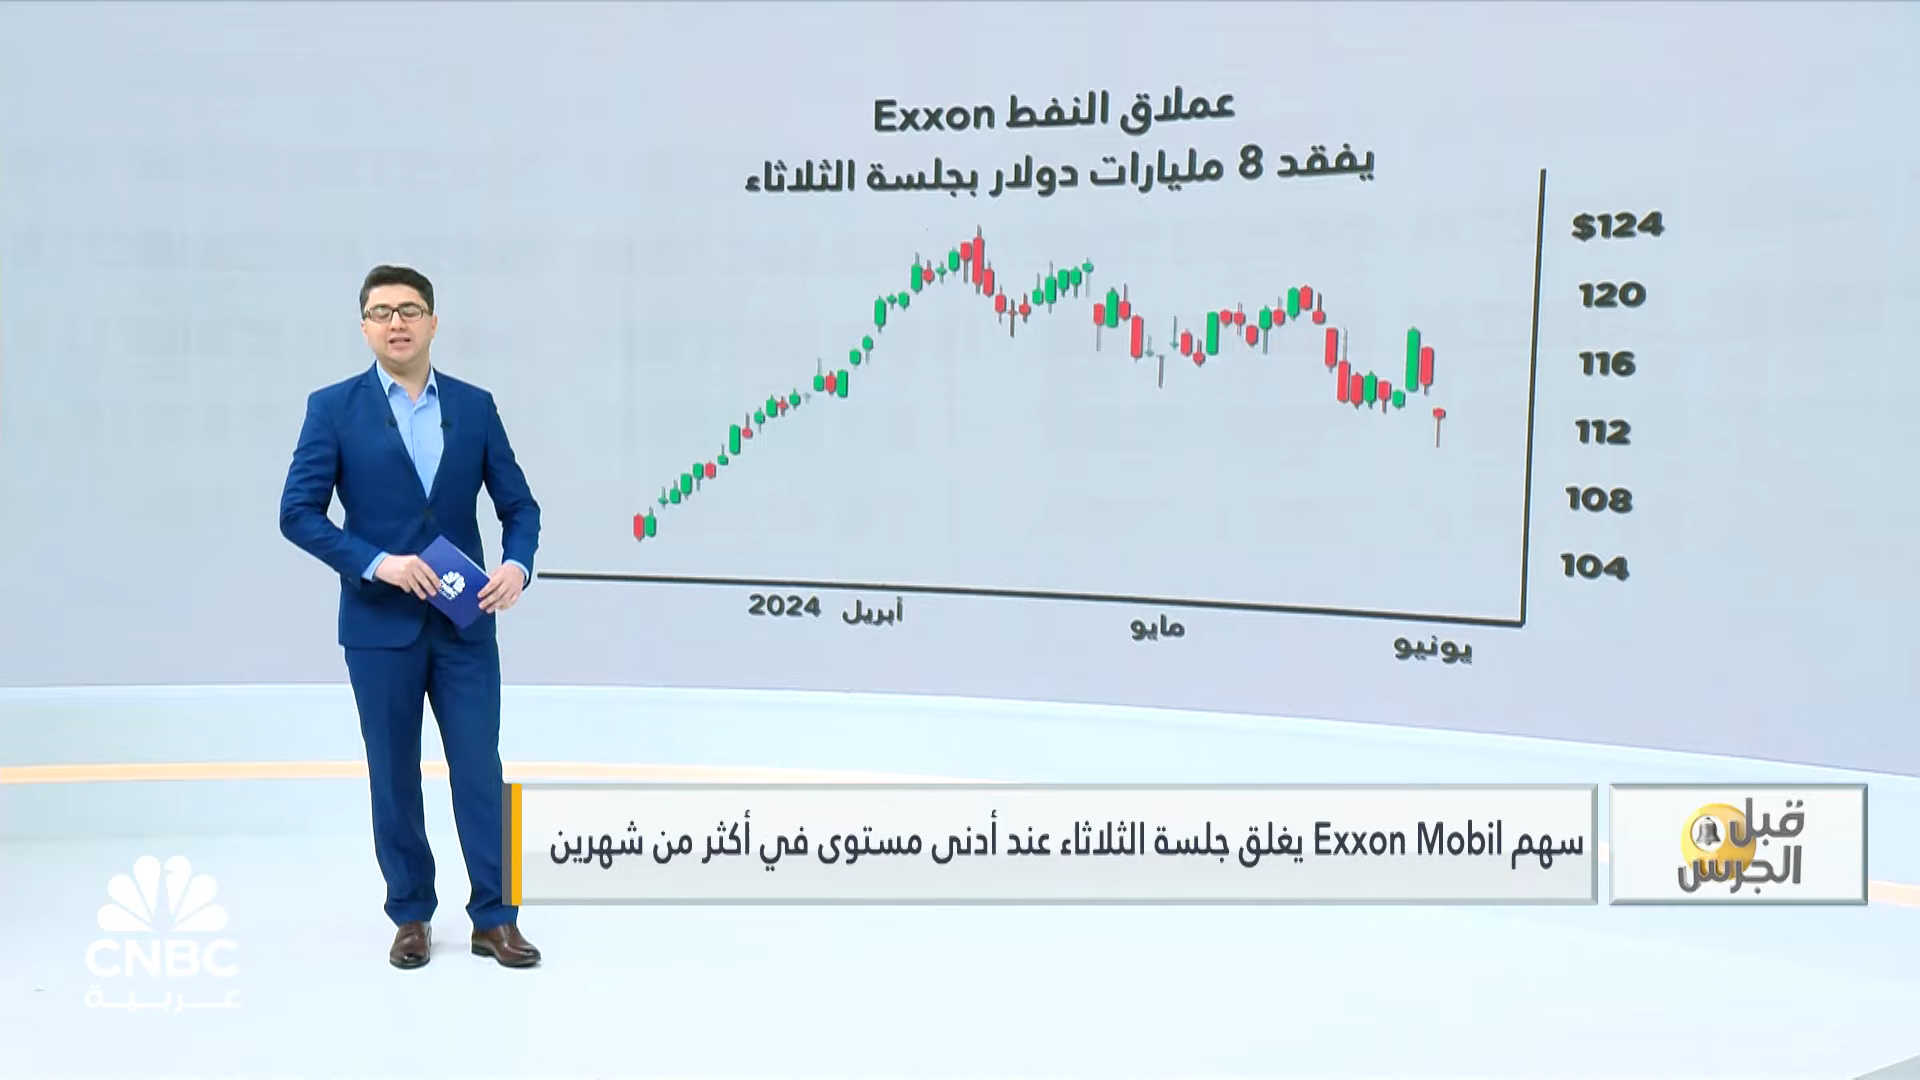 عملاق النفط Exxon
يفقد 8 مليارات دولار بجلسة الثلاثاء
$124
120
116
112
108
104
أبريل 2024
مايو
يونيو
سهم Exxon Mobil يغلق جلسة الثلاثاء عند أدنى مستوى في أكثر من شهرين
قبل
الجرس
CNBC
عربية